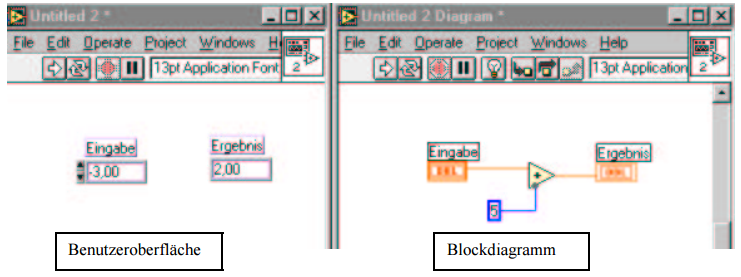 Untitled 2 *
File Edit Operate Project Windows H
13pt Application Font
2
Eingabe
-3,00
Ergebnis
2,00
Benutzeroberfläche
Untitled 2 Diagram *
File Edit Operate Project Windows Help
13pt Application
2
Eingabe
Ergebnis
5
Blockdiagramm